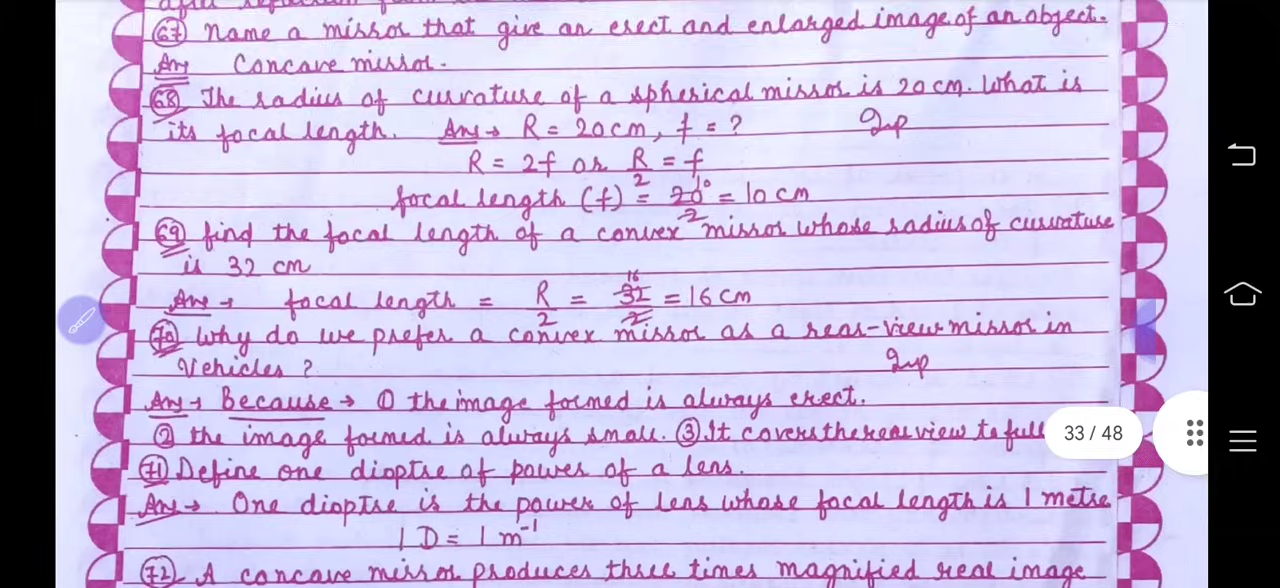 after reflection from
(67) Name a mirror that give an erect and enlarged image of an object.
Ans Concave mirror.
(68) The radius of curvature of a spherical mirror is 20 cm. What is
its focal length. Ans → R = 20cm, f = ? Imp
R = 2f or R/2 = f
focal length (f) = 20/2 10 = 10 cm
(69) find the focal length of a convex mirror whose radius of curvature
is 32 cm
Ans → focal length = R/2 = 32/2 16 = 16 cm
(70) Why do we prefer a convex mirror as a rear-view mirror in
Vehicles ? Imp
Ans → Because → ① the image formed is always erect.
② the image formed is always small. ③ It covers the rear view to full
33 / 48
(71) Define one dioptre of power of a lens.
Ans → One dioptre is the power of lens whose focal length is 1 metre
1 D = 1 m⁻¹
(72) A concave mirror produces three times magnified real image